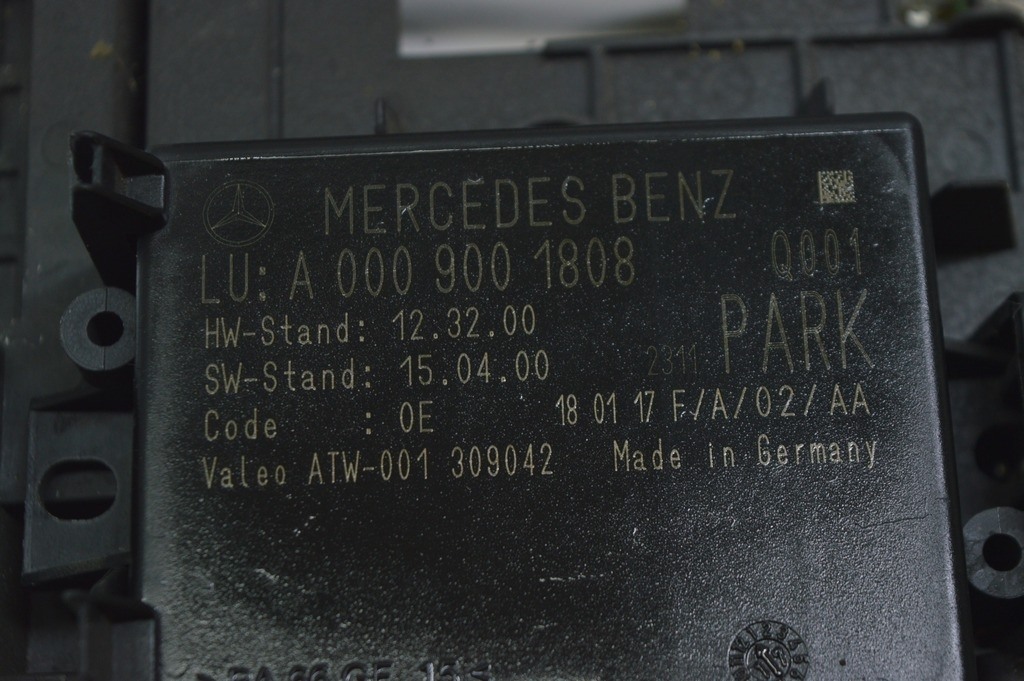 MERCEDES BENZ
LU: A 000 900 1808 Q001
HW-Stand: 12.32.00
2311 PARK
SW-Stand: 15.04.00
Code : 0E 18 01 17 F/A/02/AA
Valeo ATW-001 309042 Made in Germany